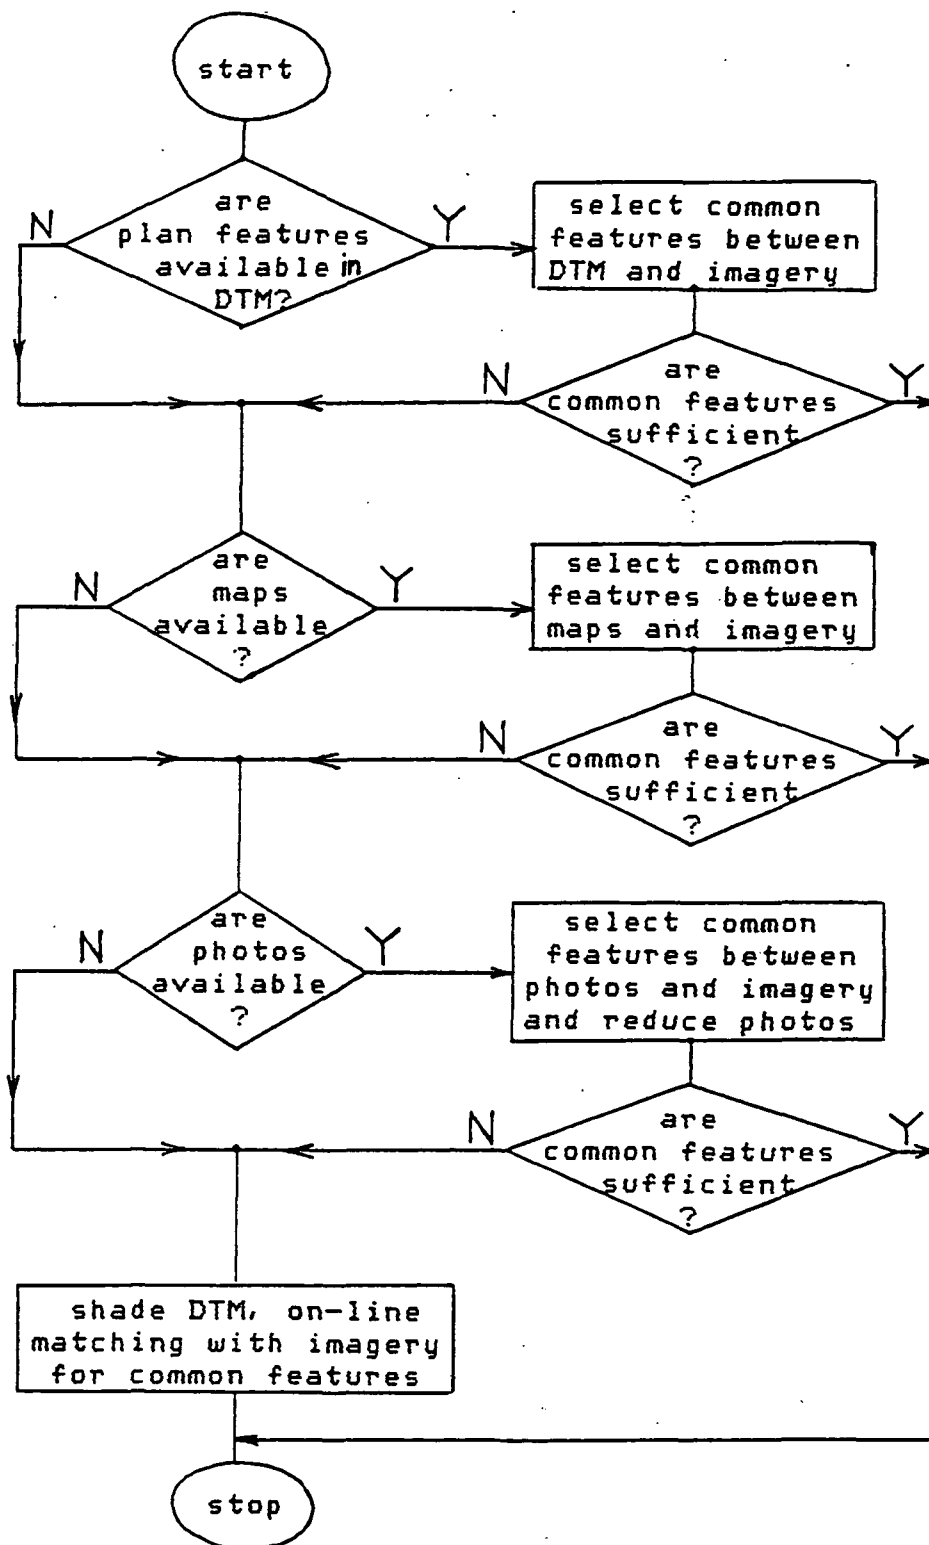 start
are
plan features
available in
DTM?
N
Y
select common
features between
DTM and imagery
are
common features
sufficient
?
N
Y
are
maps
available
?
N
Y
select common
features between
maps and imagery
are
common features
sufficient
?
N
Y
are
photos
available
?
N
Y
select common
features between
photos and imagery
and reduce photos
are
common features
sufficient
?
N
Y
shade DTM, on-line
matching with imagery
for common features
stop